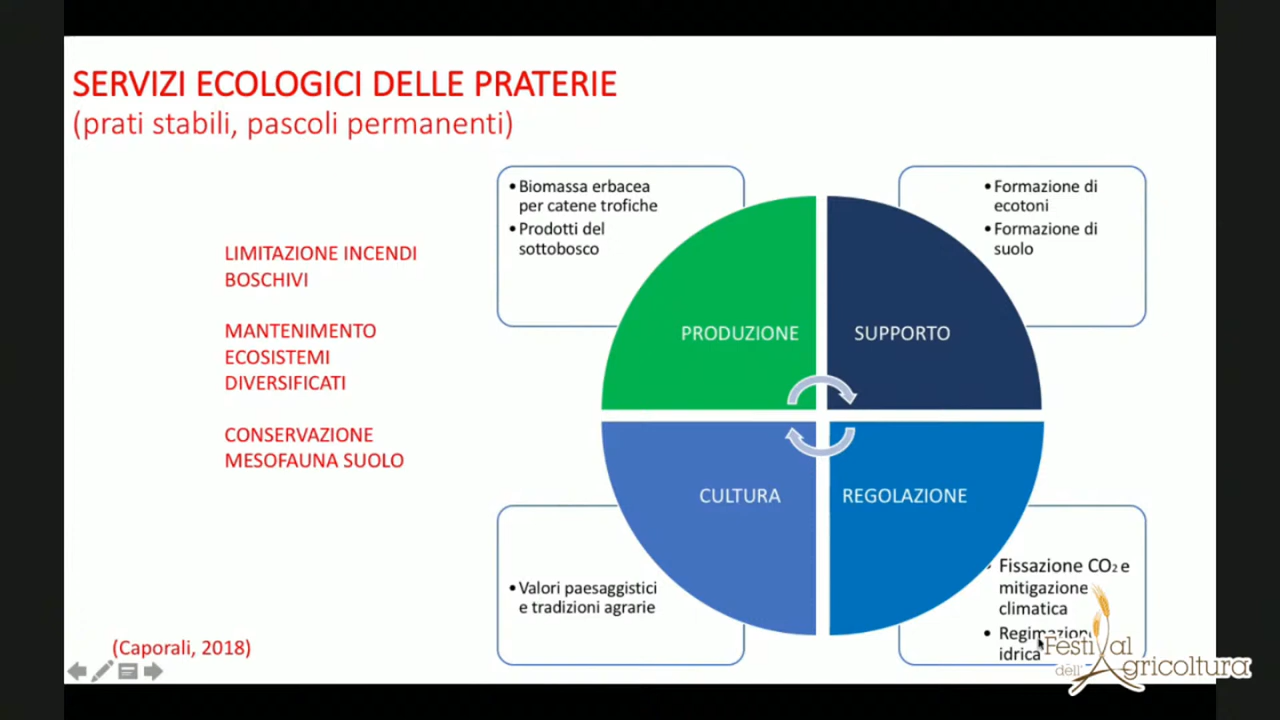 SERVIZI ECOLOGICI DELLE PRATERIE
(prati stabili, pascoli permanenti)
LIMITAZIONE INCENDI
BOSCHIVI
MANTENIMENTO
ECOSISTEMI
DIVERSIFICATI
CONSERVAZIONE
MESOFAUNA SUOLO
(Caporali, 2018)
• Biomassa erbacea
per catene trofiche
• Prodotti del
sottobosco
• Formazione di
ecotoni
• Formazione di
suolo
PRODUZIONE
SUPPORTO
CULTURA
REGOLAZIONE
• Valori paesaggistici
e tradizioni agrarie
• Fissazione CO₂ e
mitigazione
climatica
• Regimazione
idrica
Festival
dell'Agricoltura